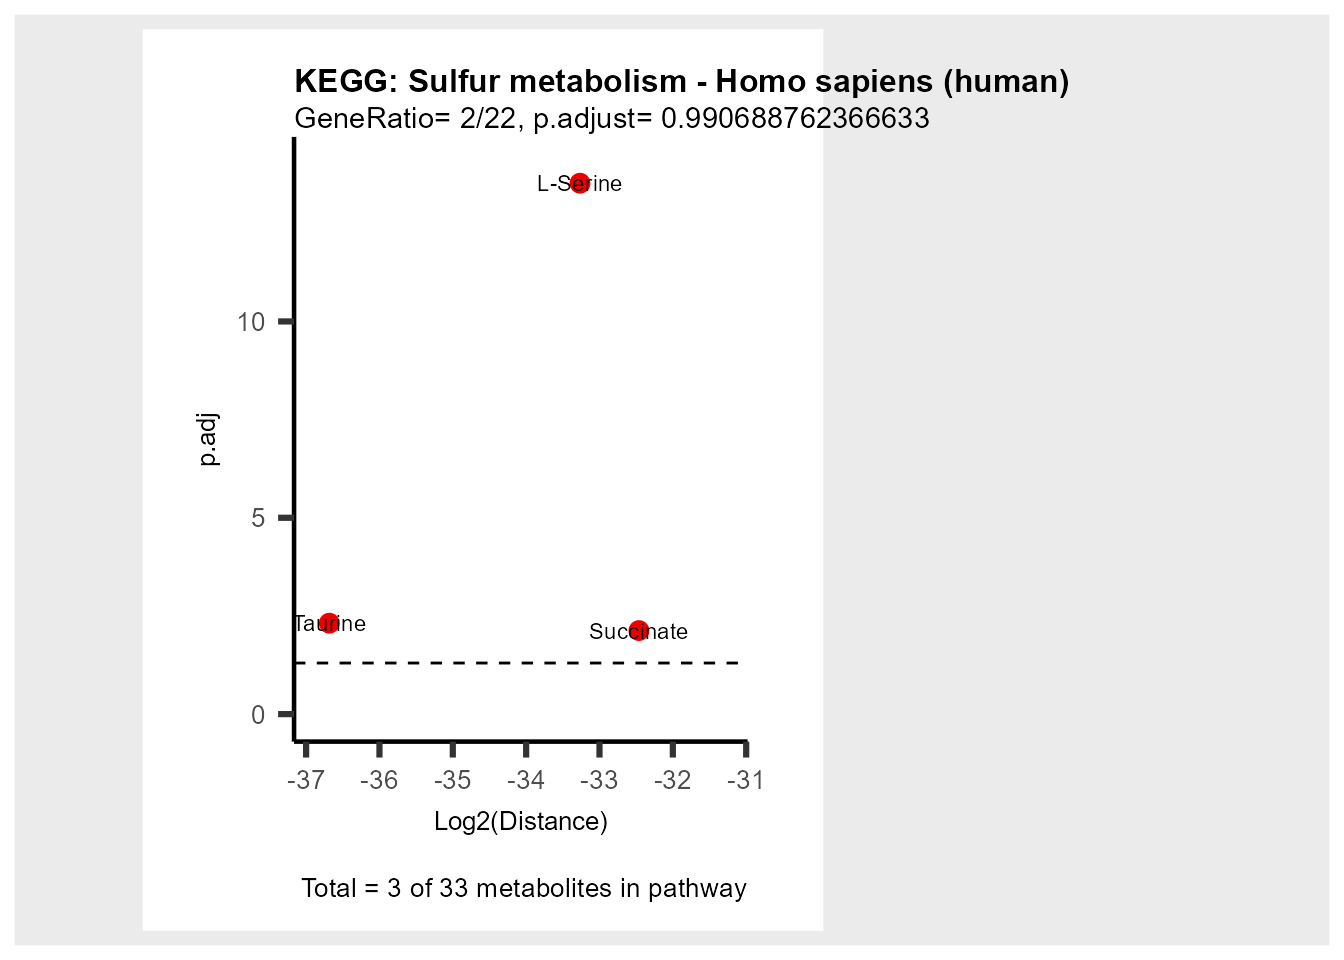 KEGG: Sulfur metabolism - Homo sapiens (human)
GeneRatio= 2/22, p.adjust= 0.990688762366633
L-Serine
10
p.adj
5
Taurine
Succinate
0
-37 -36 -35 -34 -33 -32 -31
Log2(Distance)
Total = 3 of 33 metabolites in pathway